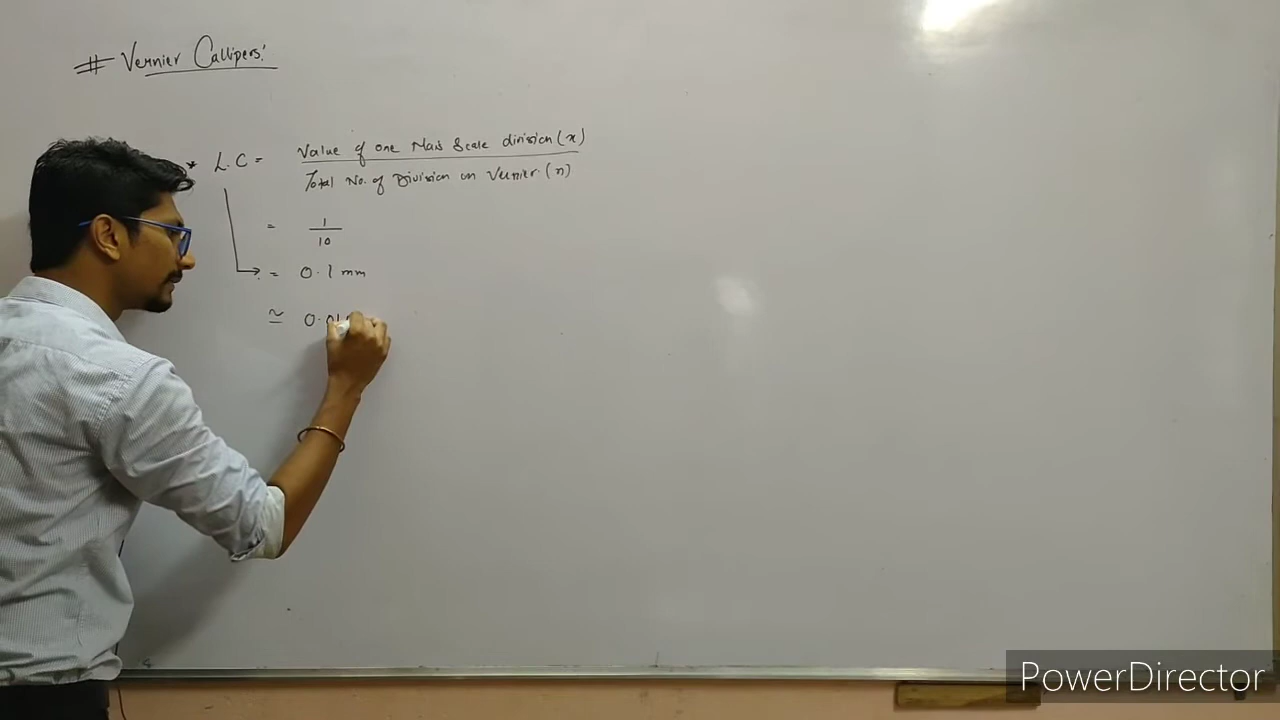 # Vernier Callipers:
* L.C = Value of one Main Scale division (x)
Total No. of Division on Vernier. (n)
= 1
10
= 0.1 mm
≅ 0.01
PowerDirector